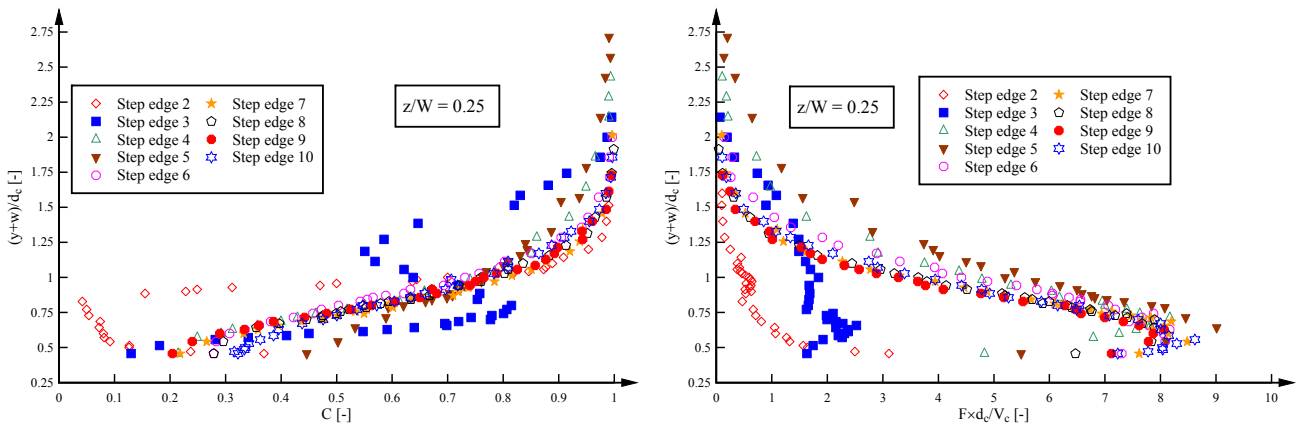 2.75
2.5
2.25
2
1.75
1.5
1.25
1
0.75
0.5
0.25
(y+w)/d_c [-]
0 0.1 0.2 0.3 0.4 0.5 0.6 0.7 0.8 0.9 1
C [-]
z/W = 0.25
Step edge 2
Step edge 3
Step edge 4
Step edge 5
Step edge 6
Step edge 7
Step edge 8
Step edge 9
Step edge 10
2.75
2.5
2.25
2
1.75
1.5
1.25
1
0.75
0.5
0.25
(y+w)/d_c [-]
0 1 2 3 4 5 6 7 8 9 10
F×d_c/V_c [-]
z/W = 0.25
Step edge 2
Step edge 3
Step edge 4
Step edge 5
Step edge 6
Step edge 7
Step edge 8
Step edge 9
Step edge 10